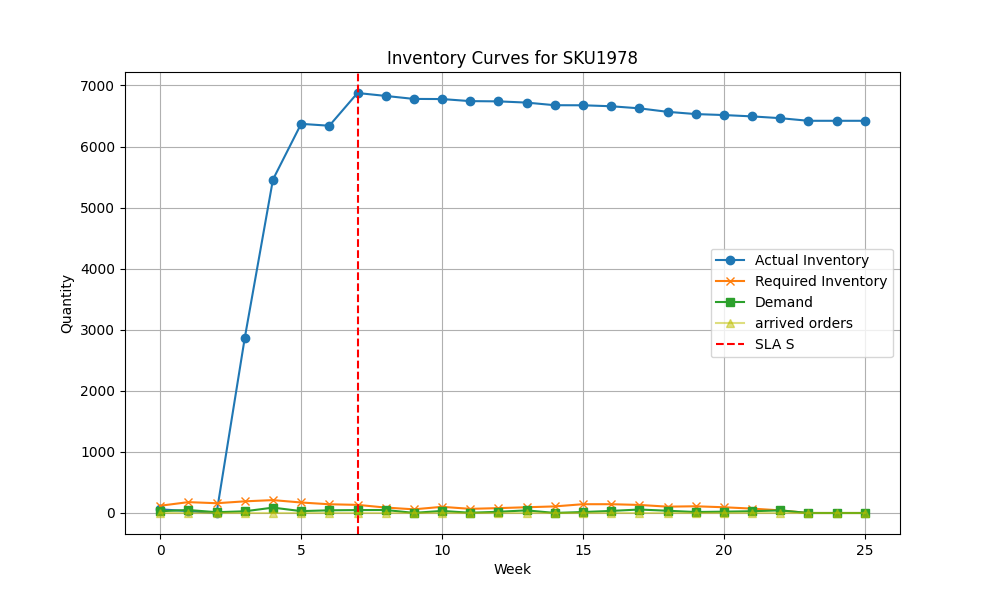 Inventory Curves for SKU1978
Quantity
7000
6000
5000
4000
3000
2000
1000
0
Actual Inventory
Required Inventory
Demand
arrived orders
SLA S
0 5 10 15 20 25
Week